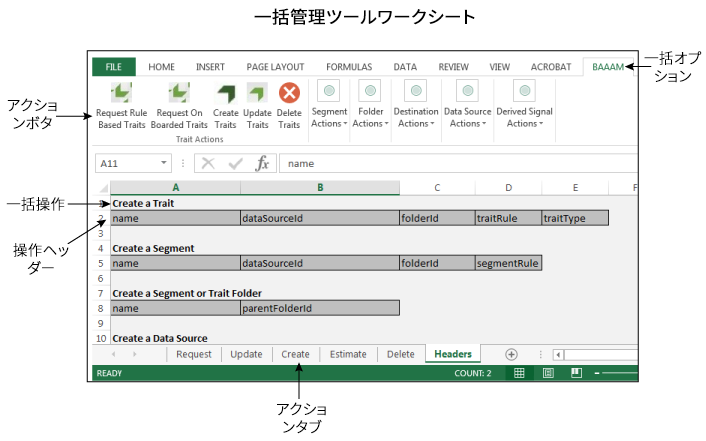 一括管理ツールワークシート
FILE HOME INSERT PAGE LAYOUT FORMULAS DATA REVIEW VIEW ACROBAT BAAAM
一括オプ
ション
アクショ
ンボタ
Request Rule Based Traits
Request On Boarded Traits
Create Traits
Update Traits
Delete Traits
Segment Actions
Folder Actions
Destination Actions
Data Source Actions
Derived Signal Actions
Trait Actions
A11 fx name
A B C D E F
一括操作
1 Create a Trait
2 name dataSourceId folderId traitRule traitType
操作ヘッ
ダー
3
4 Create a Segment
5 name dataSourceId folderId segmentRule
6
7 Create a Segment or Trait Folder
8 name parentFolderId
9
10 Create a Data Source
Request Update Create Estimate Delete Headers
READY COUNT: 2
アクショ
ンタブ